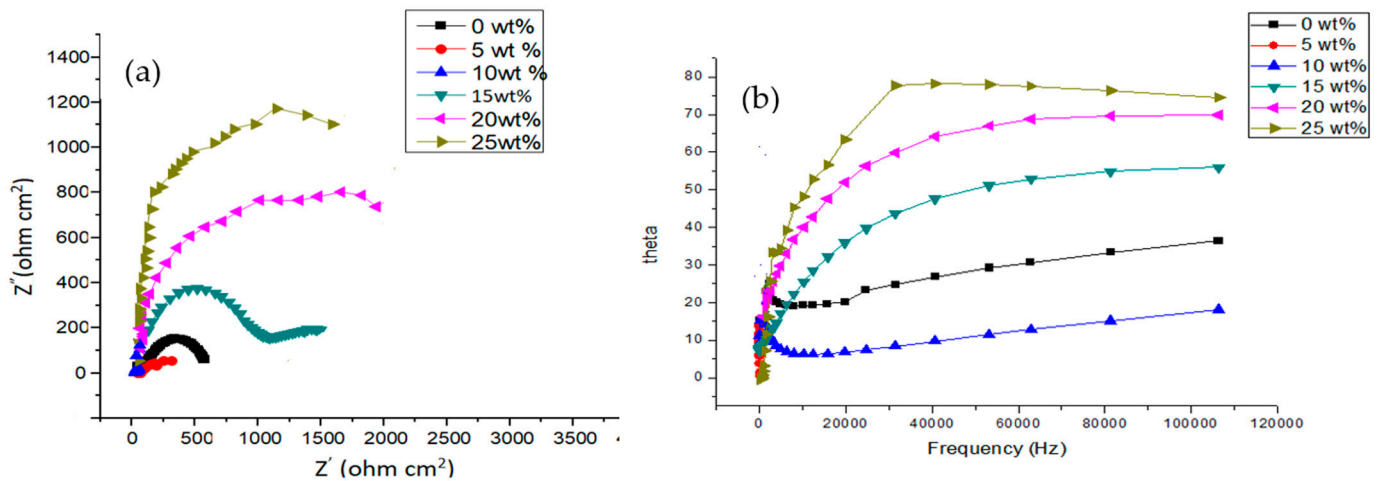 (a)
0 wt%
5 wt %
10wt %
15wt%
20wt%
25wt%
1400
1200
1000
800
600
400
200
0
Z″(ohm cm²)
0 500 1000 1500 2000 2500 3000 3500
Z′ (ohm cm²)
(b)
0 wt%
5 wt%
10 wt%
15 wt%
20 wt%
25 wt%
80
70
60
50
40
30
20
10
0
theta
0 20000 40000 60000 80000 100000 120000
Frequency (Hz)